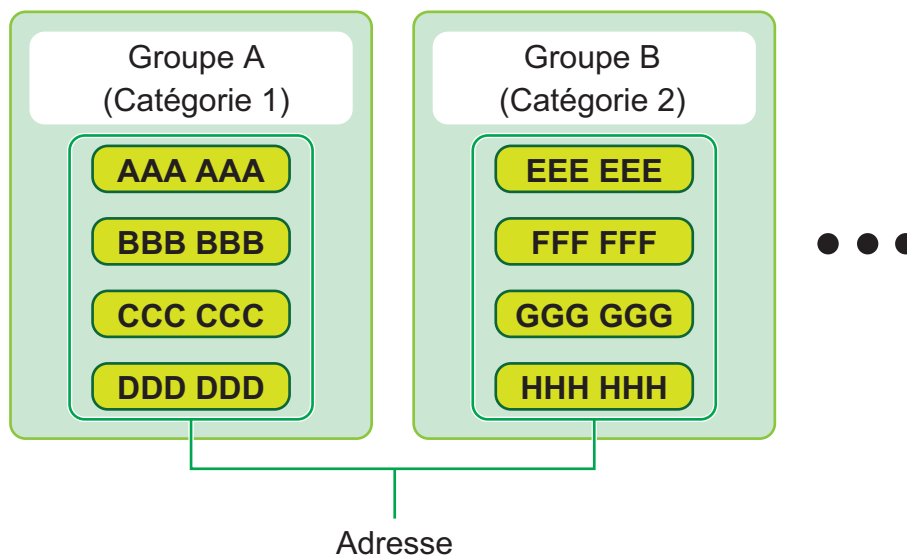 Groupe A
(Catégorie 1)
AAA AAA
BBB BBB
CCC CCC
DDD DDD
Groupe B
(Catégorie 2)
EEE EEE
FFF FFF
GGG GGG
HHH HHH
Adresse